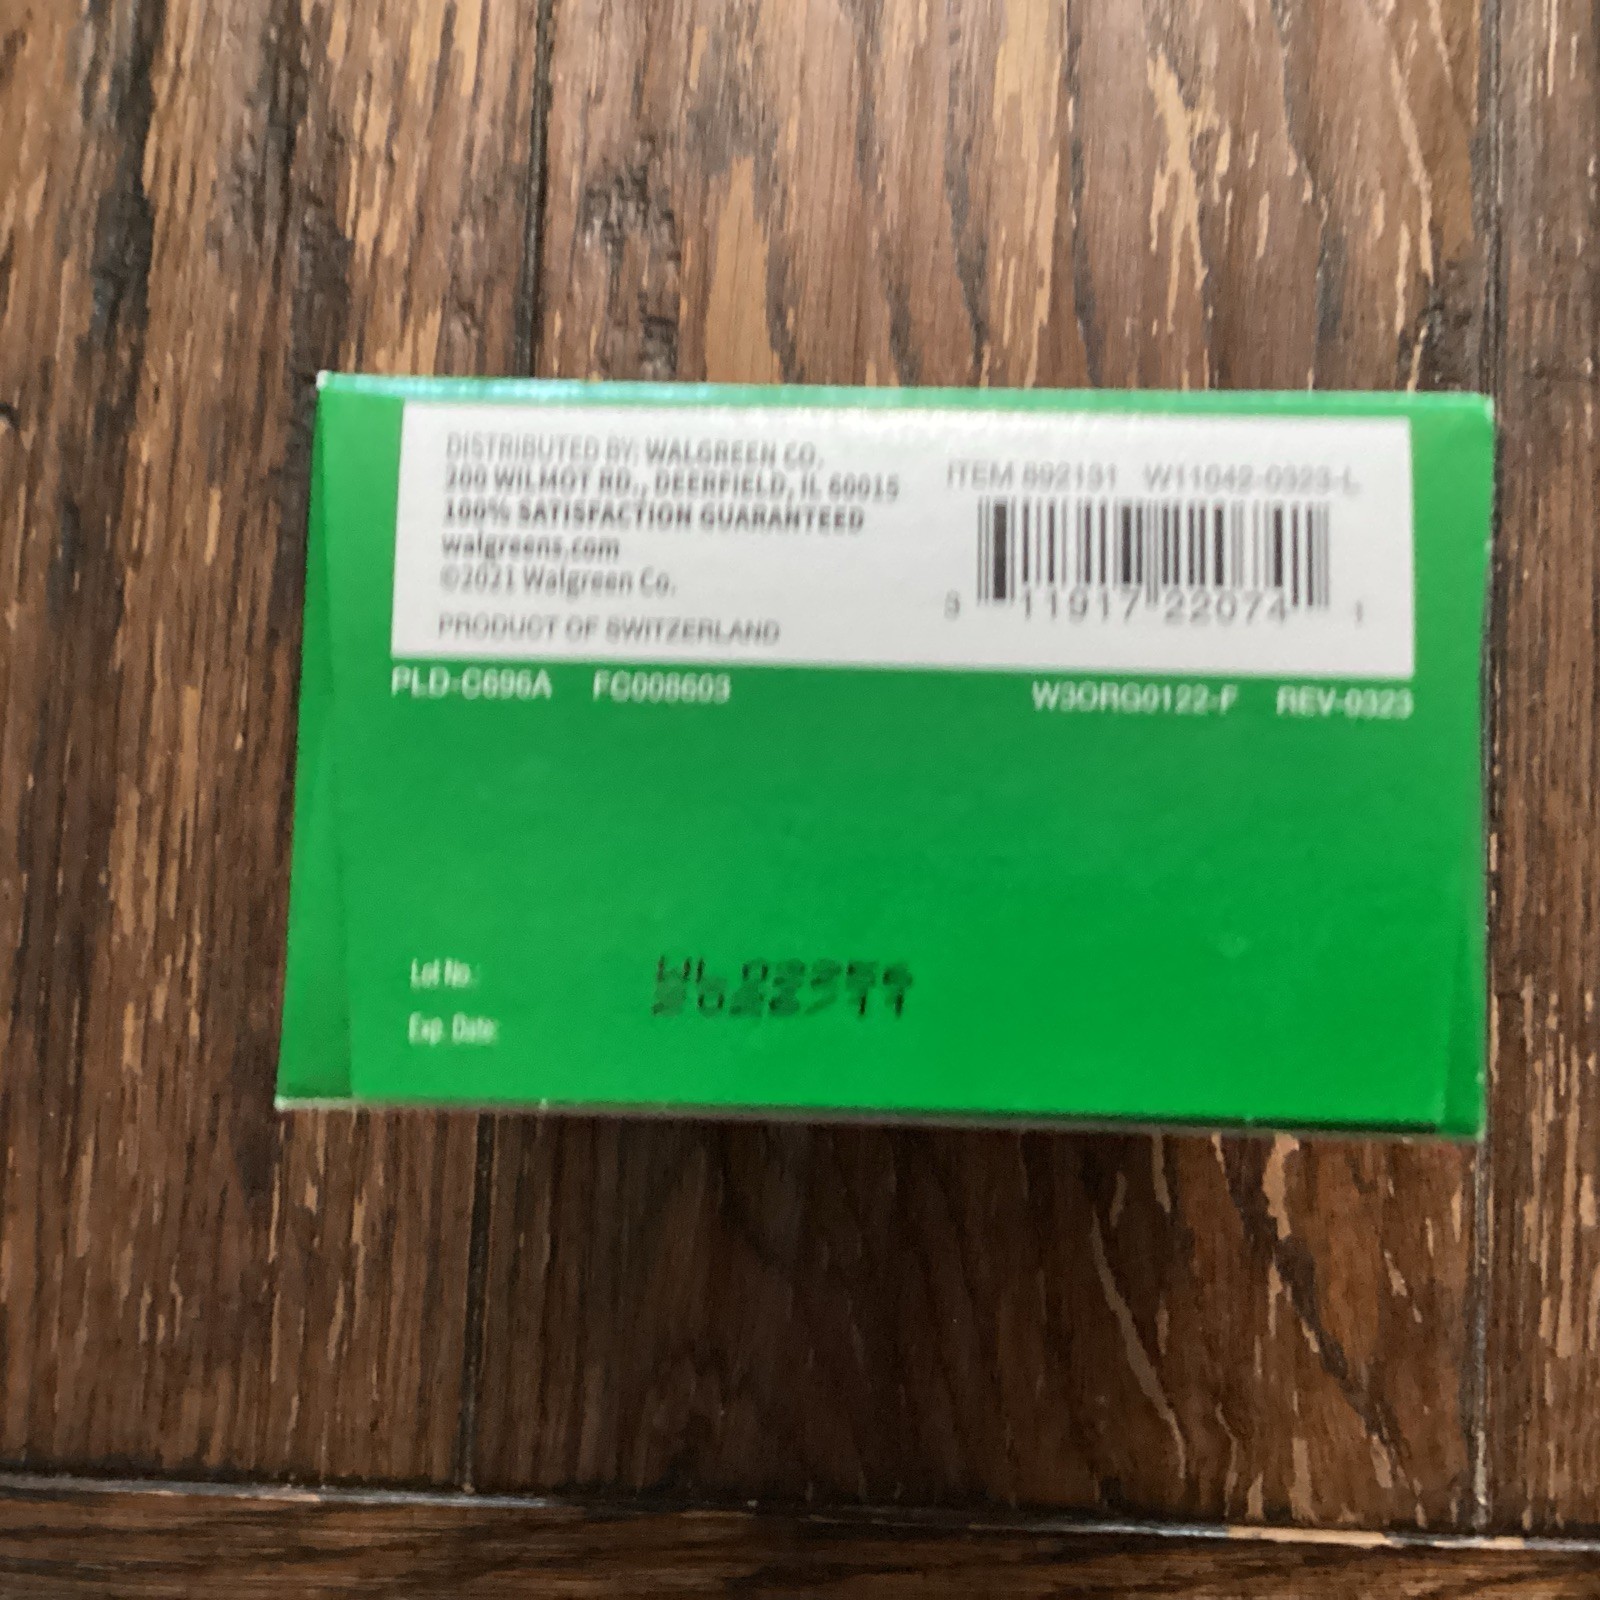 DISTRIBUTED BY: WALGREEN CO.
200 WILMOT RD., DEERFIELD, IL 60015
100% SATISFACTION GUARANTEED
walgreens.com
©2021 Walgreen Co.
PRODUCT OF SWITZERLAND
ITEM 892131 W11042-0323-L
3 11917 22074 1
PLD-C696A FC008603
W3ORG0122-F REV-0323
Lot No.:
Exp. Date: